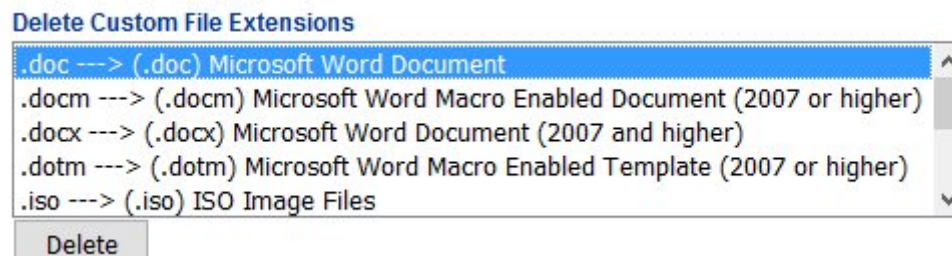 Delete Custom File Extensions
.doc ---> (.doc) Microsoft Word Document
.docm ---> (.docm) Microsoft Word Macro Enabled Document (2007 or higher)
.docx ---> (.docx) Microsoft Word Document (2007 and higher)
.dotm ---> (.dotm) Microsoft Word Macro Enabled Template (2007 or higher)
.iso ---> (.iso) ISO Image Files
Delete